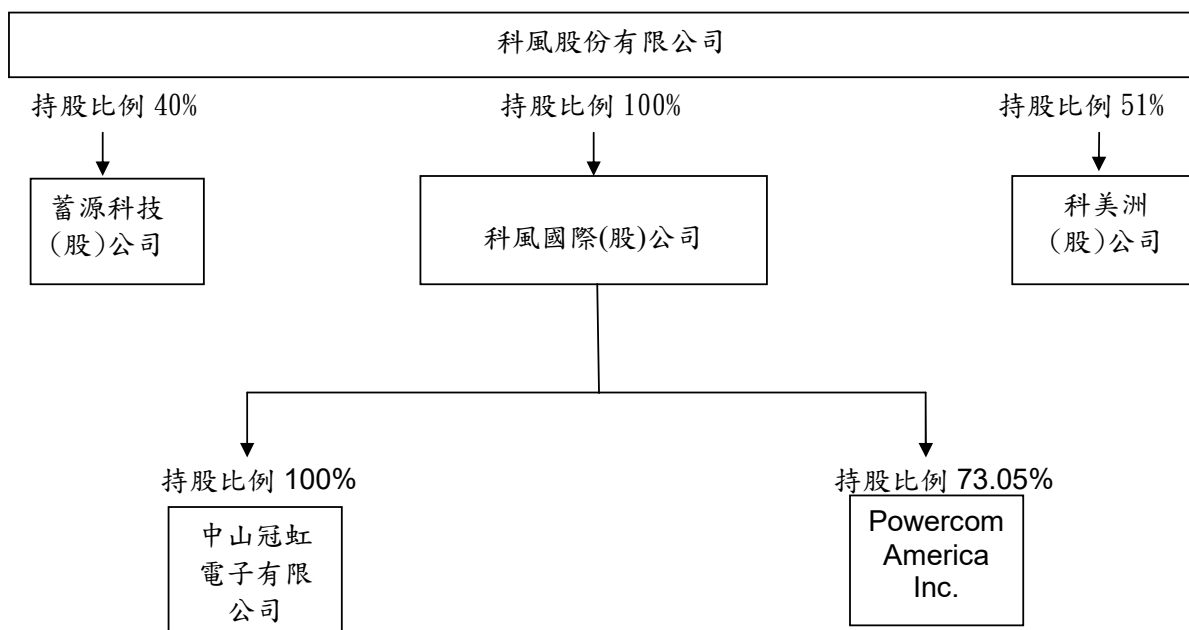 科風股份有限公司
持股比例 40%
持股比例 100%
持股比例 51%
蓄源科技
(股)公司
科風國際(股)公司
科美洲
(股)公司
持股比例 100%
持股比例 73.05%
中山冠虹
電子有限
公司
Powercom
America
Inc.